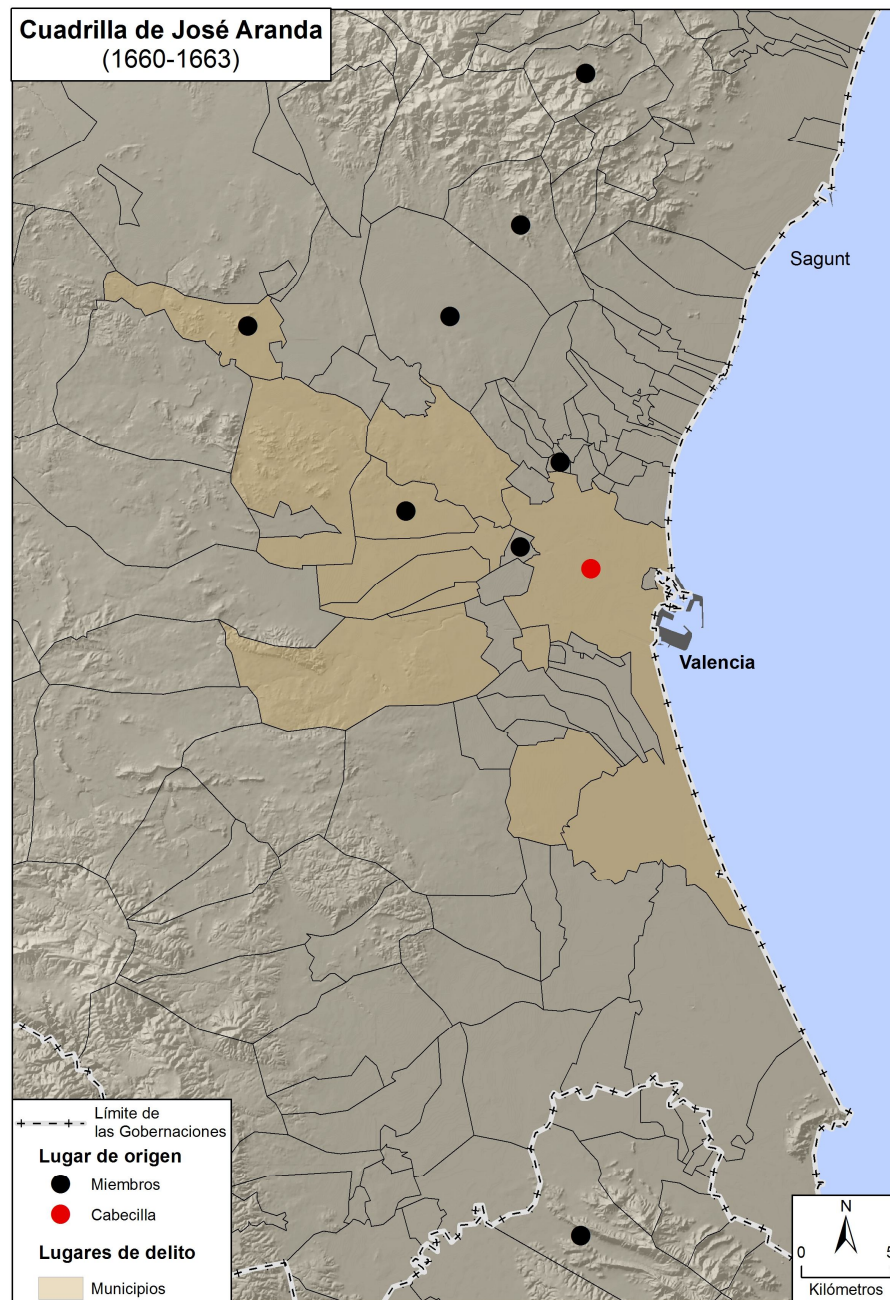 Cuadrilla de José Aranda
(1660-1663)
Sagunt
Valencia
Límite de
las Gobernaciones
Lugar de origen
Miembros
Cabecilla
Lugares de delito
Municipios
N
0 5
Kilómetros